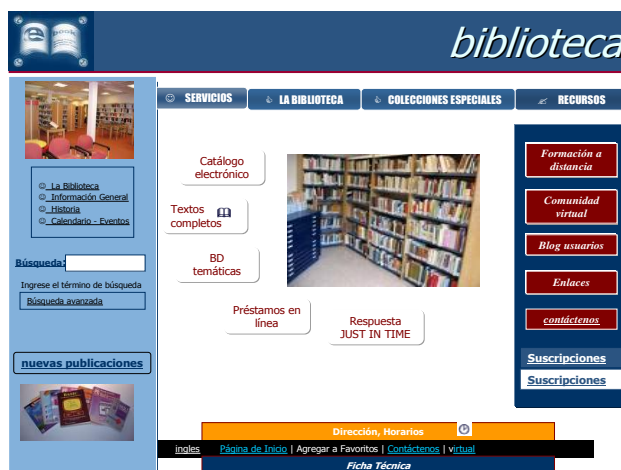 e book
biblioteca
SERVICIOS
LA BIBLIOTECA
COLECCIONES ESPECIALES
RECURSOS
La Biblioteca
Información General
Historia
Calendario - Eventos
Búsqueda:
Ingrese el término de búsqueda
Búsqueda avanzada
nuevas publicaciones
Catálogo
electrónico
Textos
completos
BD
temáticas
Préstamos en
línea
Respuesta
JUST IN TIME
Formación a
distancia
Comunidad
virtual
Blog usuarios
Enlaces
contáctenos
Suscripciones
Suscripciones
Dirección, Horarios
ingles Página de Inicio | Agregar a Favoritos | Contáctenos | virtual
Ficha Técnica